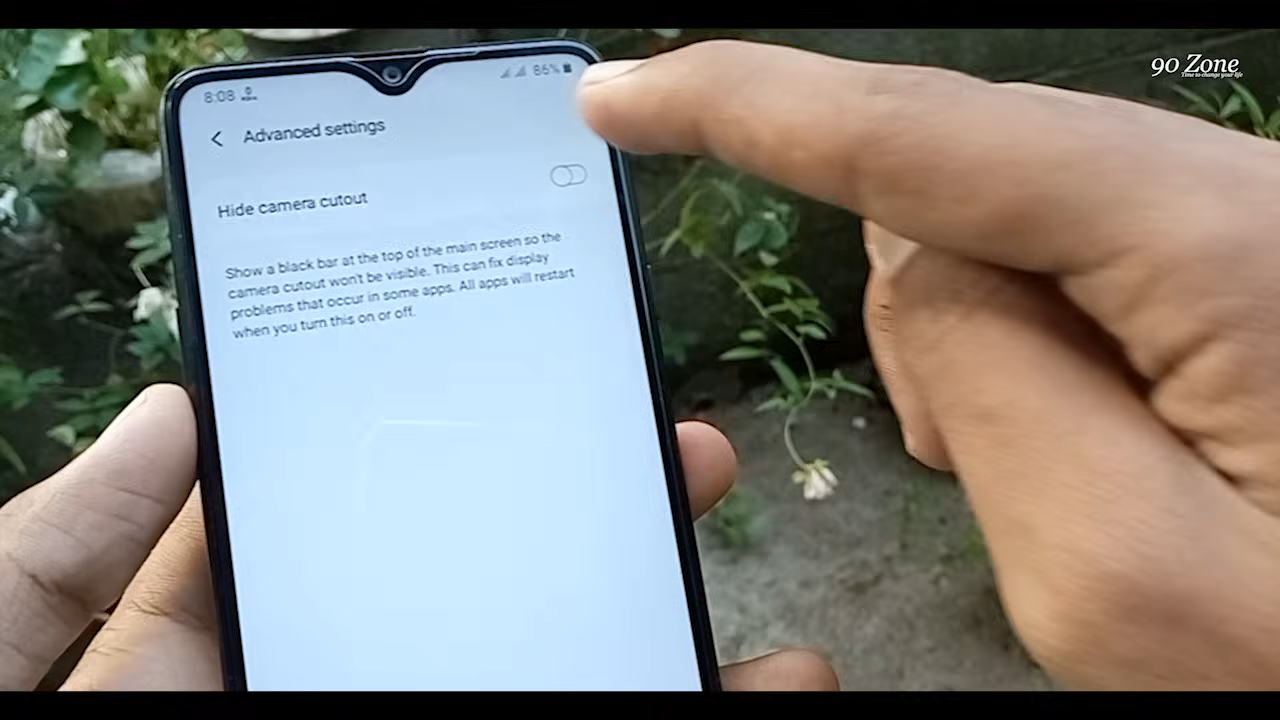 90 Zone
Time to change your life
8:08
86%
Advanced settings
Hide camera cutout
Show a black bar at the top of the main screen so the
camera cutout won't be visible. This can fix display
problems that occur in some apps. All apps will restart
when you turn this on or off.